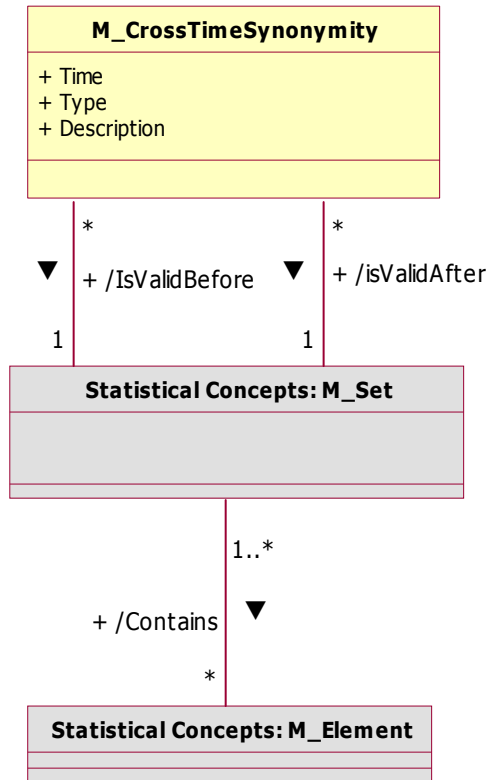 M_CrossTimeSynonymity
+ Time
+ Type
+ Description
* *
▼ + /IsValidBefore ▼ + /isValidAfter
1 1
Statistical Concepts: M_Set
1..*
+ /Contains ▼
*
Statistical Concepts: M_Element